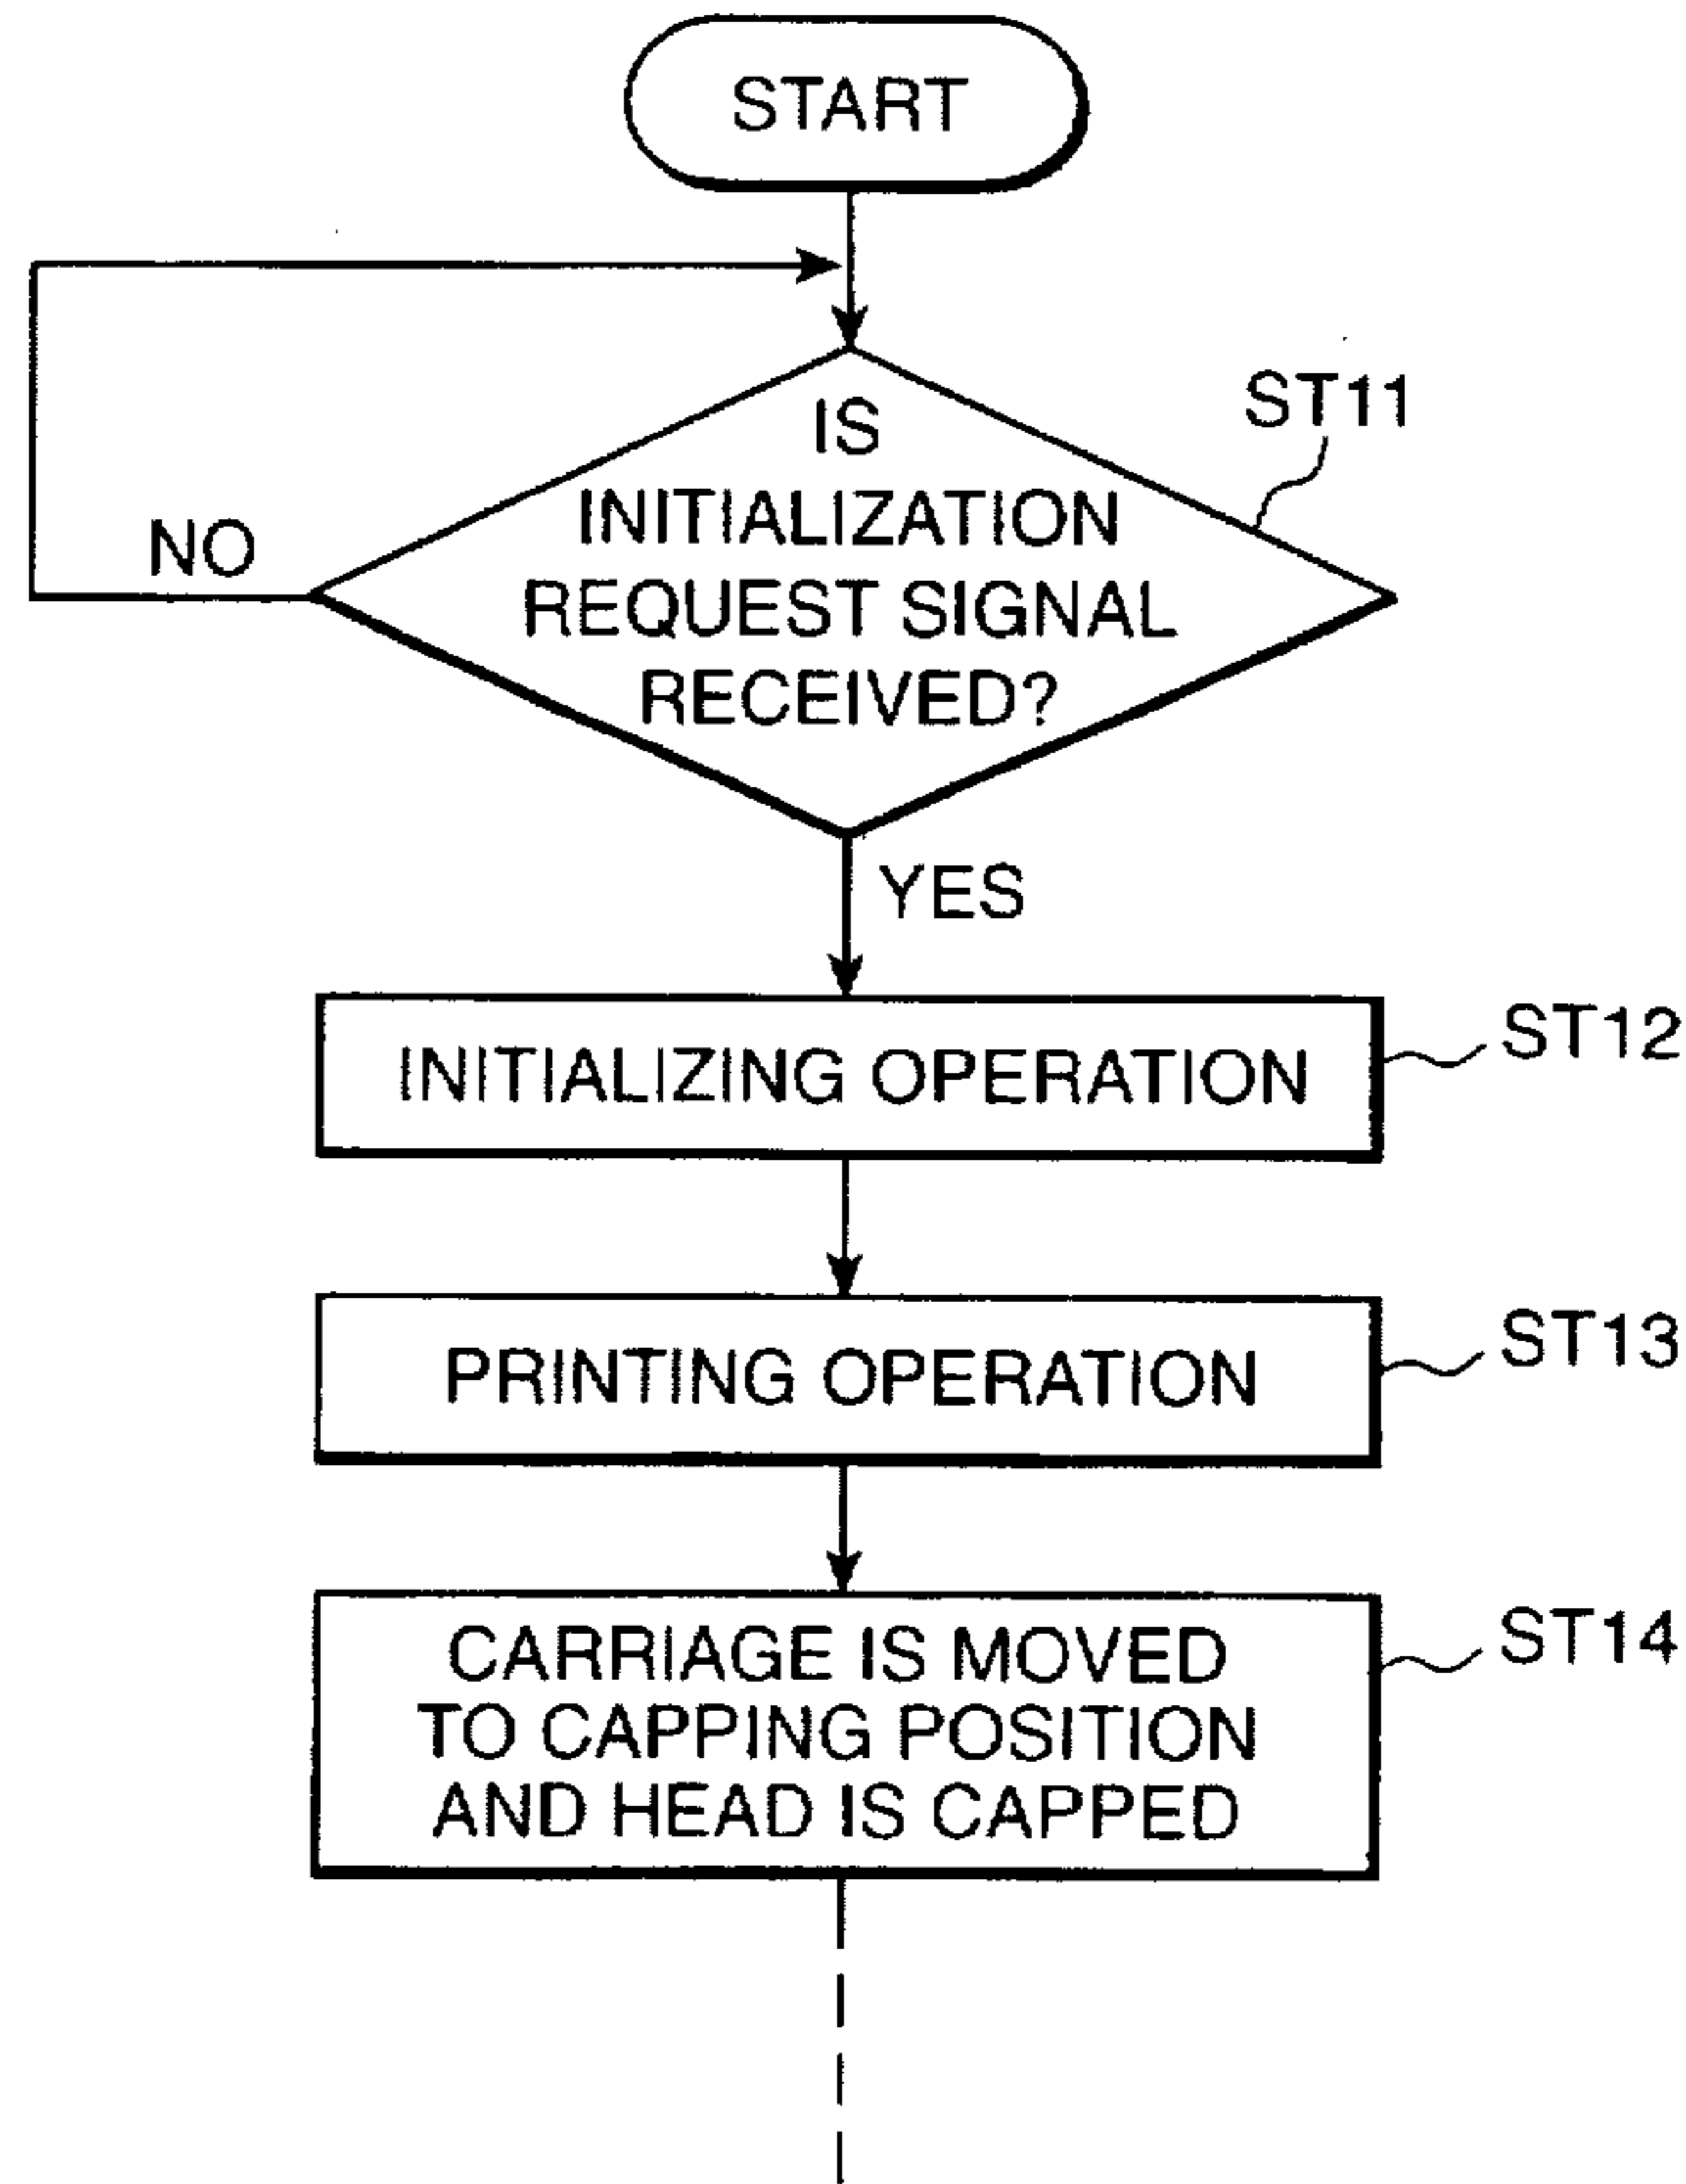 START
IS
INITIALIZATION
REQUEST SIGNAL
RECEIVED?
ST11
NO
YES
INITIALIZING OPERATION
ST12
PRINTING OPERATION
ST13
CARRIAGE IS MOVED
TO CAPPING POSITION
AND HEAD IS CAPPED
ST14